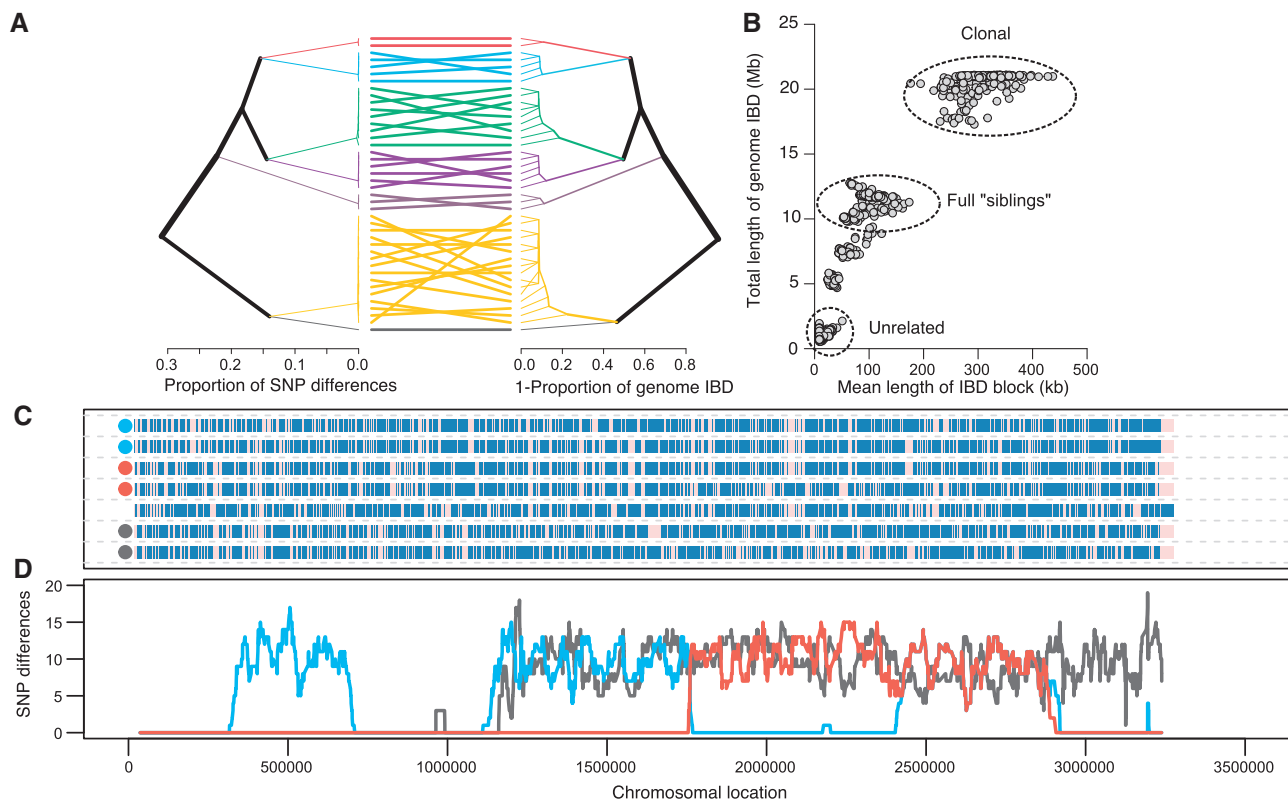 A
0.3 0.2 0.1 0.0
Proportion of SNP differences
0.0 0.2 0.4 0.6 0.8
1-Proportion of genome IBD
B
Total length of genome IBD (Mb)
25
20
15
10
5
0
Clonal
Full "siblings"
Unrelated
0 100 200 300 400 500
Mean length of IBD block (kb)
C
D
SNP differences
20
15
10
5
0
0 500000 1000000 1500000 2000000 2500000 3000000 3500000
Chromosomal location